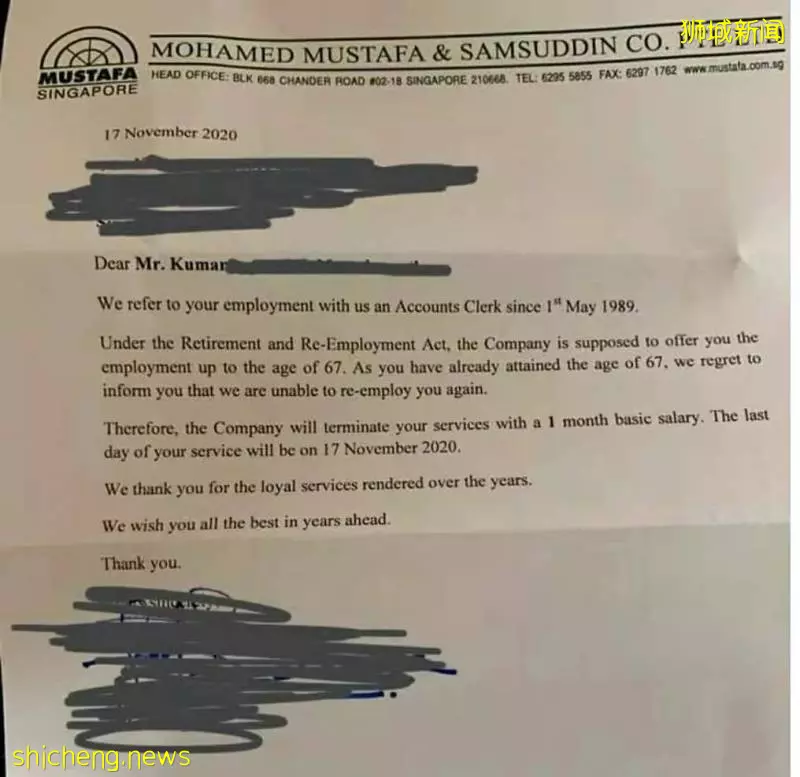 狮城新闻
MUSTAFA
SINGAPORE
MOHAMED MUSTAFA & SAMSUDDIN CO.
HEAD OFFICE: BLK 668 CHANDER ROAD #02-18 SINGAPORE 210668. TEL: 6295 5855 FAX: 6297 1762 www.mustafa.com.sg
17 November 2020
Dear Mr. Kumar
We refer to your employment with us an Accounts Clerk since 1st May 1989.
Under the Retirement and Re-Employment Act, the Company is supposed to offer you the
employment up to the age of 67. As you have already attained the age of 67, we regret to
inform you that we are unable to re-employ you again.
Therefore, the Company will terminate your services with a 1 month basic salary. The last
day of your service will be on 17 November 2020.
We thank you for the loyal services rendered over the years.
We wish you all the best in years ahead.
Thank you.
shicheng.news